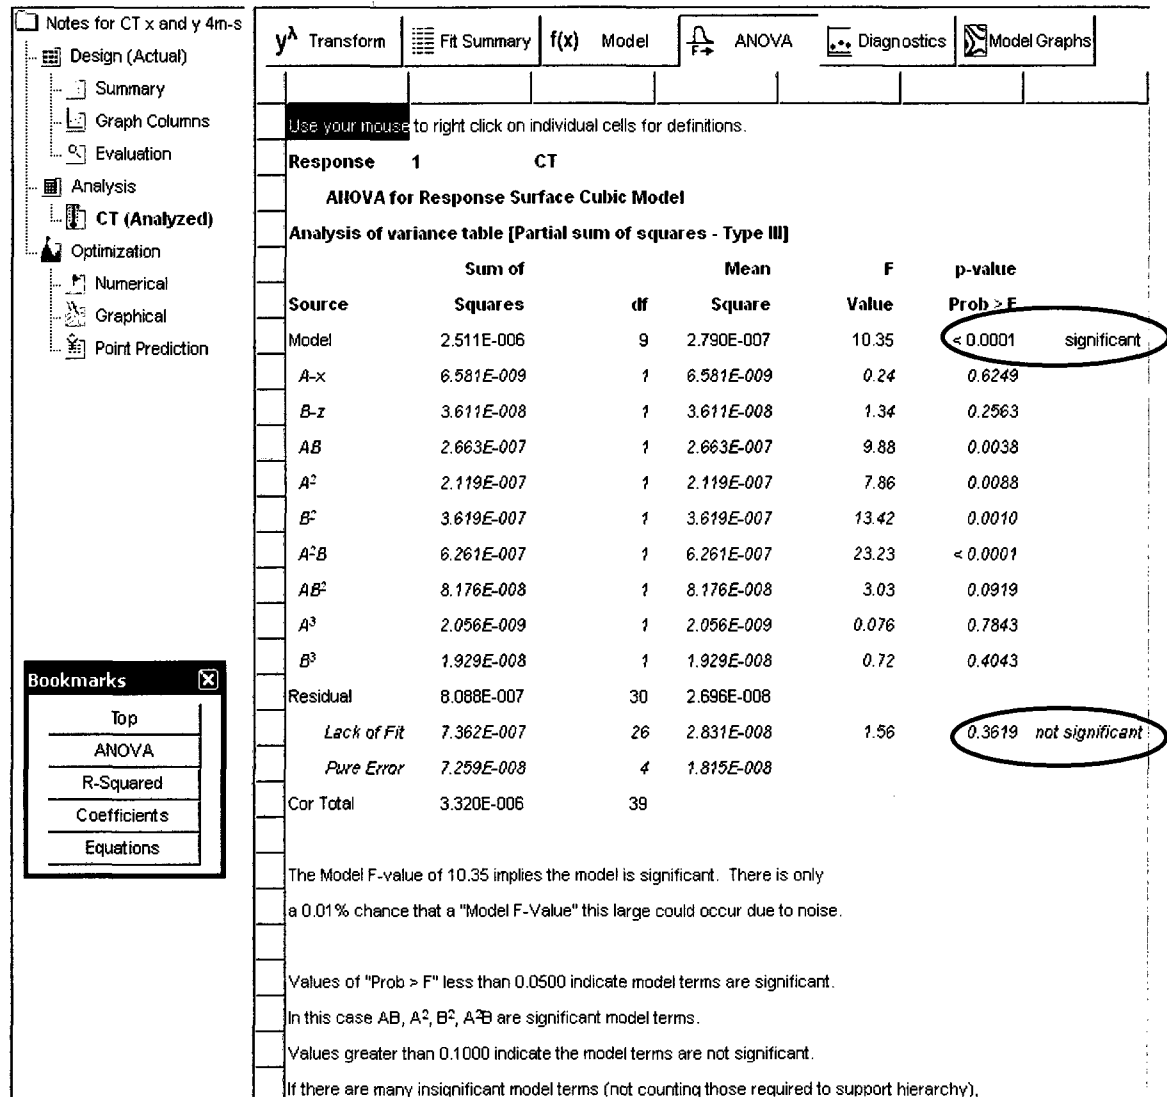 Notes for CT x and y 4m-s
Design (Actual)
Summary
Graph Columns
Evaluation
Analysis
CT (Analyzed)
Optimization
Numerical
Graphical
Point Prediction
Bookmarks
Top
ANOVA
R-Squared
Coefficients
Equations
yλ Transform Fit Summary f(x) Model ANOVA Diagnostics Model Graphs
Use your mouse to right click on individual cells for definitions.
Response 1 CT
ANOVA for Response Surface Cubic Model
Analysis of variance table [Partial sum of squares - Type III]
Sum of Mean F p-value
Source Squares df Square Value Prob > F
Model 2.511E-006 9 2.790E-007 10.35 < 0.0001 significant
A-x 6.581E-009 1 6.581E-009 0.24 0.6249
B-z 3.611E-008 1 3.611E-008 1.34 0.2563
AB 2.663E-007 1 2.663E-007 9.88 0.0038
A² 2.119E-007 1 2.119E-007 7.86 0.0088
B² 3.619E-007 1 3.619E-007 13.42 0.0010
A²B 6.261E-007 1 6.261E-007 23.23 < 0.0001
AB² 8.176E-008 1 8.176E-008 3.03 0.0919
A³ 2.056E-009 1 2.056E-009 0.076 0.7843
B³ 1.929E-008 1 1.929E-008 0.72 0.4043
Residual 8.088E-007 30 2.696E-008
Lack of Fit 7.362E-007 26 2.831E-008 1.56 0.3619 not significant
Pure Error 7.259E-008 4 1.815E-008
Cor Total 3.320E-006 39
The Model F-value of 10.35 implies the model is significant. There is only
a 0.01% chance that a "Model F-Value" this large could occur due to noise.
Values of "Prob > F" less than 0.0500 indicate model terms are significant.
In this case AB, A², B², A²B are significant model terms.
Values greater than 0.1000 indicate the model terms are not significant.
If there are many insignificant model terms (not counting those required to support hierarchy),